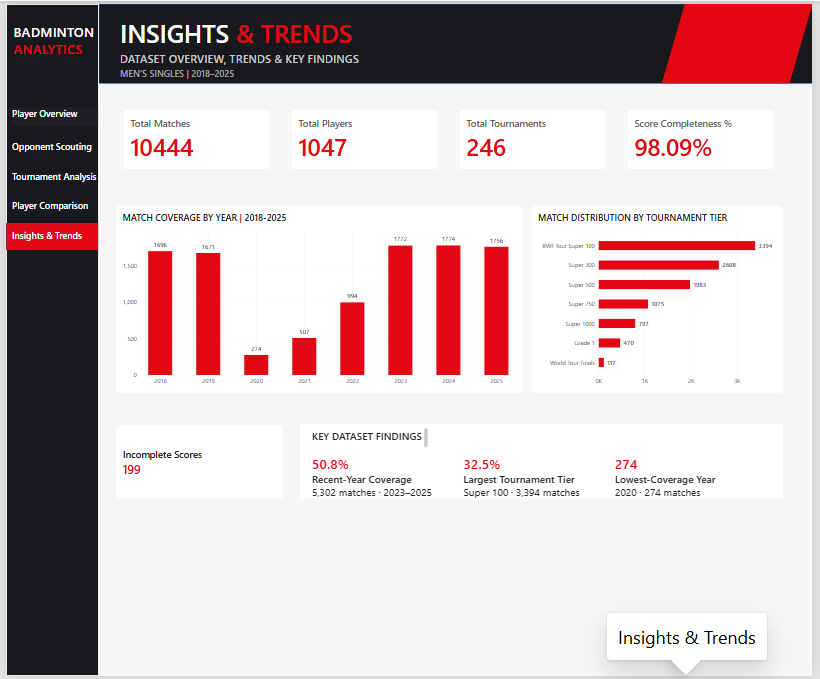 BADMINTON
ANALYTICS
Player Overview
Opponent Scouting
Tournament Analysis
Player Comparison
Insights & Trends
INSIGHTS & TRENDS
DATASET OVERVIEW, TRENDS & KEY FINDINGS
MEN'S SINGLES | 2018–2025
Total Matches
10444
Total Players
1047
Total Tournaments
246
Score Completeness %
98.09%
MATCH COVERAGE BY YEAR | 2018-2025
1,500
1,000
500
0
1696
1671
274
507
994
1772
1774
1756
2018
2019
2020
2021
2022
2023
2024
2025
MATCH DISTRIBUTION BY TOURNAMENT TIER
BWF Tour Super 100 3394
Super 300 2608
Super 500 1983
Super 750 1075
Super 1000 797
Grade 1 470
World Tour Finals 117
0K 1K 2K 3K
Incomplete Scores
199
KEY DATASET FINDINGS
50.8%
Recent-Year Coverage
5,302 matches · 2023–2025
32.5%
Largest Tournament Tier
Super 100 · 3,394 matches
274
Lowest-Coverage Year
2020 · 274 matches
Insights & Trends